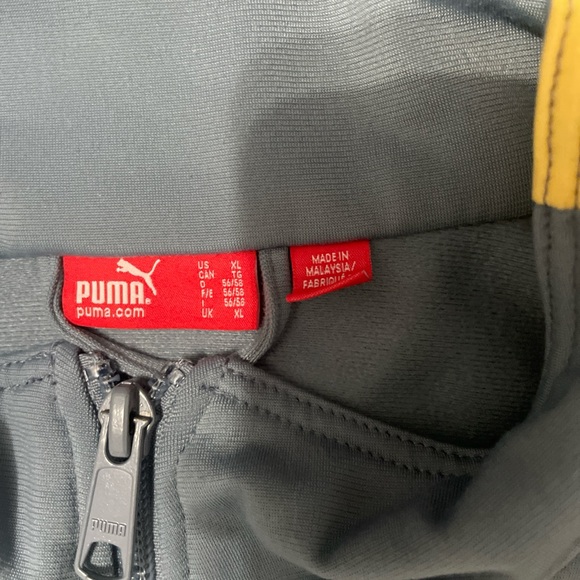 PUMA®
puma.com
US XL
CAN TG
D 56/58
F/E 56/58
I 56/58
UK XL
MADE IN
MALAYSIA/
PUMA